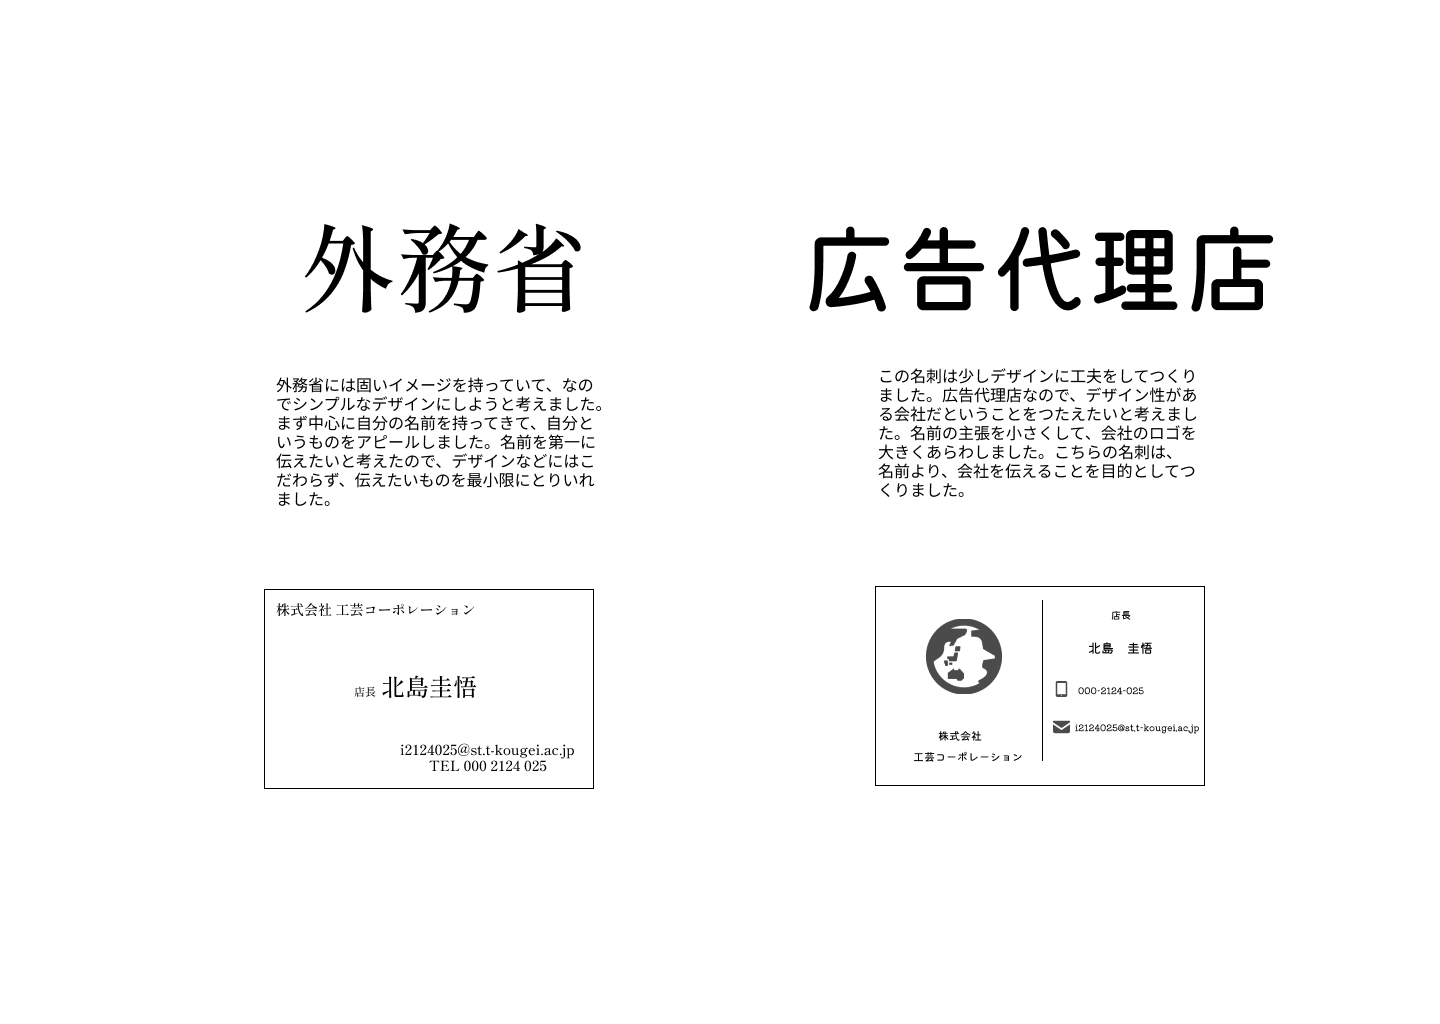 外務省
外務省には固いイメージを持っていて、なの
でシンプルなデザインにしようと考えました。
まず中心に自分の名前を持ってきて、自分と
いうものをアピールしました。名前を第一に
伝えたいと考えたので、デザインなどにはこ
だわらず、伝えたいものを最小限にとりいれ
ました。
株式会社 工芸コーポレーション
店長 北島圭悟
i2124025@st.t-kougei.ac.jp
TEL 000 2124 025
広告代理店
この名刺は少しデザインに工夫をしてつくり
ました。広告代理店なので、デザイン性があ
る会社だということをつたえたいと考えまし
た。名前の主張を小さくして、会社のロゴを
大きくあらわしました。こちらの名刺は、
名前より、会社を伝えることを目的としてつ
くりました。
株式会社
工芸コーポレーション
店長
北島　圭悟
000-2124-025
i2124025@st.t-kougei.ac.jp